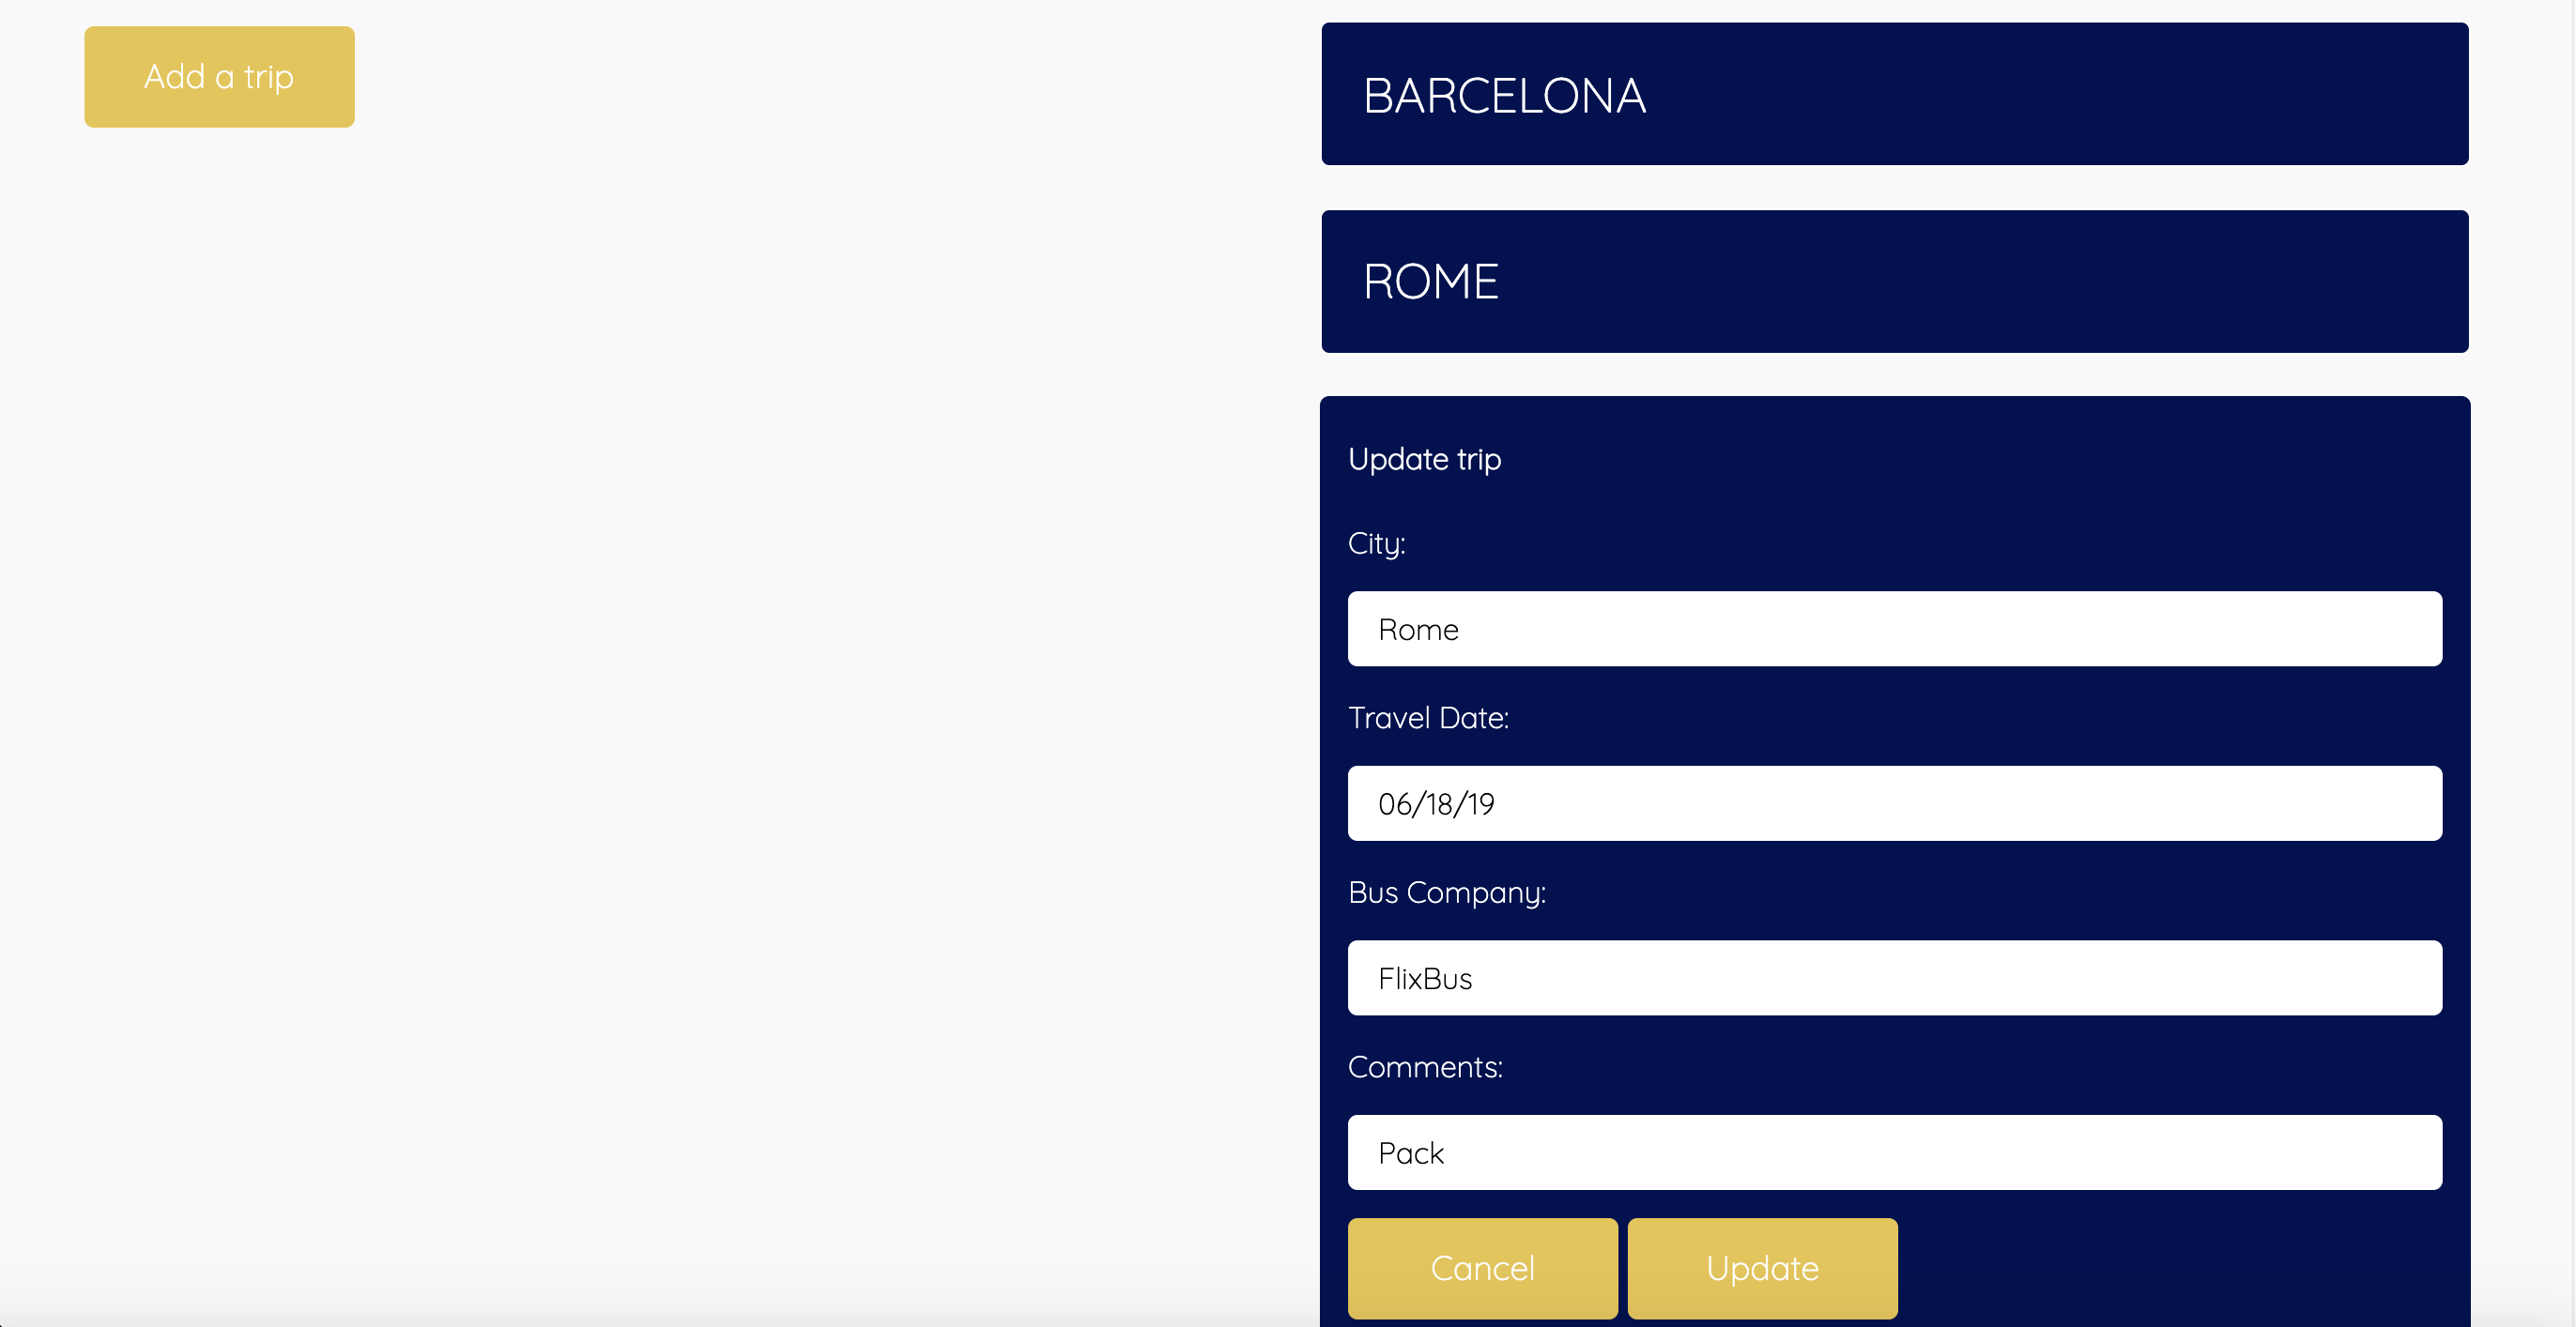 Add a trip
BARCELONA
ROME
Update trip
City:
Rome
Travel Date:
06/18/19
Bus Company:
FlixBus
Comments:
Pack
Cancel Update